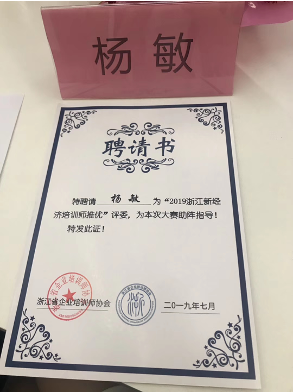 杨敏
聘请书
特聘请 杨敏 为“2019浙江新经
济培训师推优”评委，为本次大赛助阵指导！
特发此证！
浙江省企业培训师协会
二〇一九年七月